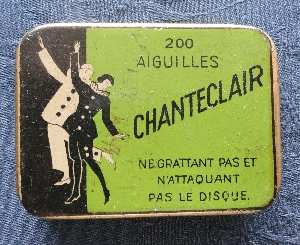 200
AIGUILLES
CHANTECLAIR
NE GRATTANT PAS ET
N'ATTAQUANT
PAS LE DISQUE.